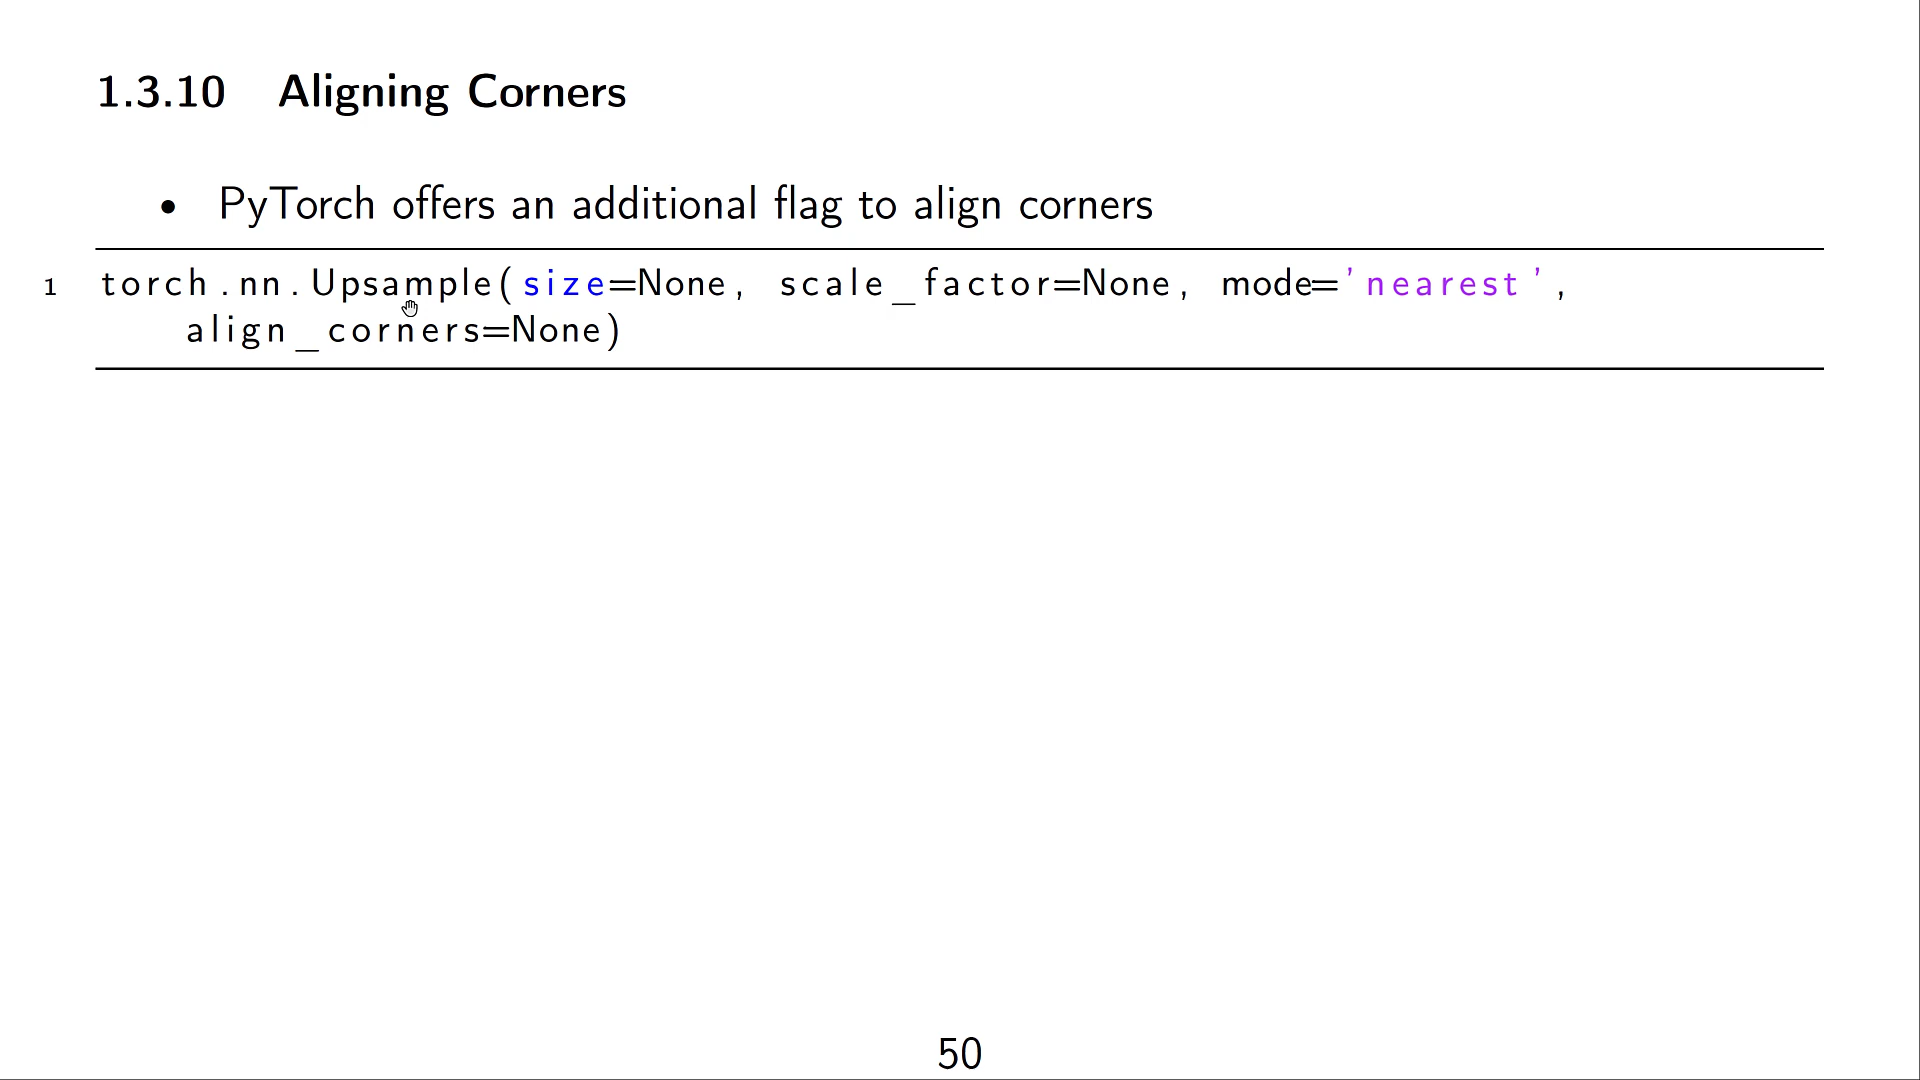 1.3.10 Aligning Corners
• PyTorch offers an additional flag to align corners
1 torch.nn.Upsample(size=None, scale_factor=None, mode='nearest',
align_corners=None)
50